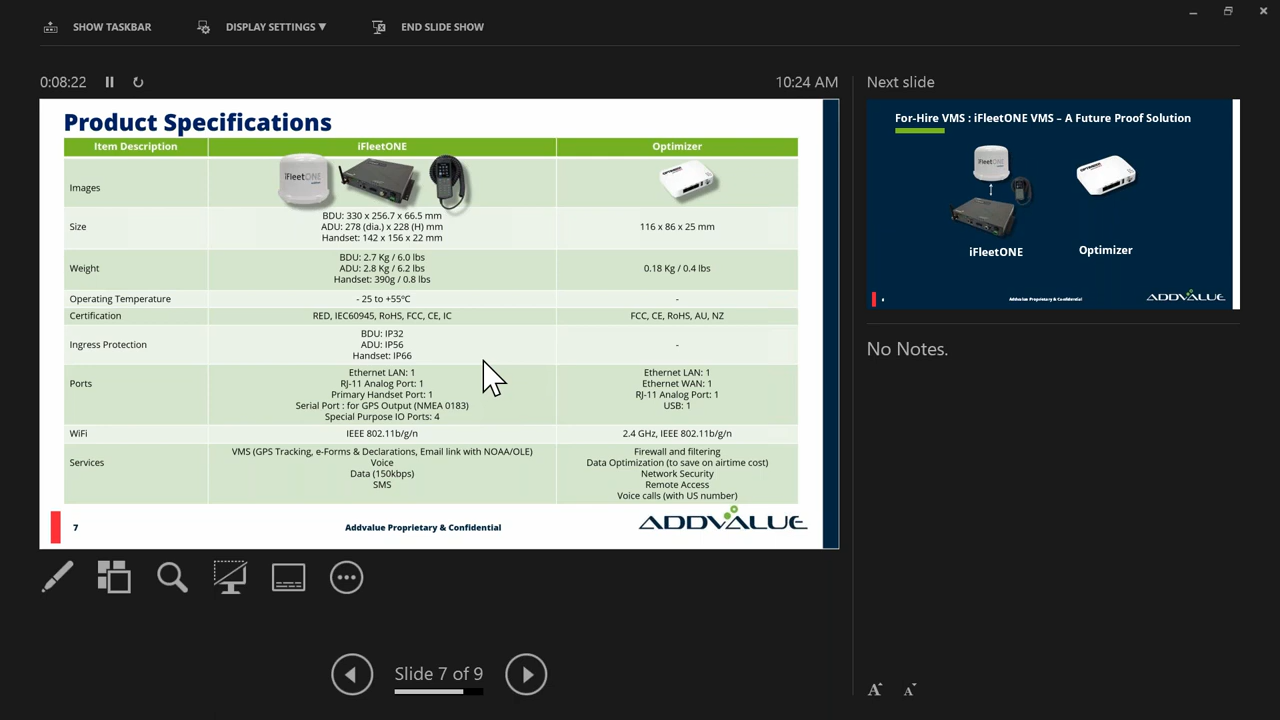 SHOW TASKBAR
DISPLAY SETTINGS ▼
END SLIDE SHOW
0:08:22
10:24 AM
Product Specifications
Item Description
iFleetONE
Optimizer
Images
iFleetONE
Size
BDU: 330 x 256.7 x 66.5 mm
ADU: 278 (dia.) x 228 (H) mm
Handset: 142 x 156 x 22 mm
116 x 86 x 25 mm
Weight
BDU: 2.7 Kg / 6.0 lbs
ADU: 2.8 Kg / 6.2 lbs
Handset: 390g / 0.8 lbs
0.18 Kg / 0.4 lbs
Operating Temperature
- 25 to +55°C
-
Certification
RED, IEC60945, RoHS, FCC, CE, IC
FCC, CE, RoHS, AU, NZ
Ingress Protection
BDU: IP32
ADU: IP56
Handset: IP66
-
Ports
Ethernet LAN: 1
RJ-11 Analog Port: 1
Primary Handset Port: 1
Serial Port : for GPS Output (NMEA 0183)
Special Purpose IO Ports: 4
Ethernet LAN: 1
Ethernet WAN: 1
RJ-11 Analog Port: 1
USB: 1
WiFi
IEEE 802.11b/g/n
2.4 GHz, IEEE 802.11b/g/n
Services
VMS (GPS Tracking, e-Forms & Declarations, Email link with NOAA/OLE)
Voice
Data (150kbps)
SMS
Firewall and filtering
Data Optimization (to save on airtime cost)
Network Security
Remote Access
Voice calls (with US number)
7
Addvalue Proprietary & Confidential
ADDVALUE
Slide 7 of 9
Next slide
For-Hire VMS : iFleetONE VMS – A Future Proof Solution
iFleetONE
iFleetONE
Optimizer
Addvalue Proprietary & Confidential
ADDVALUE
No Notes.
A
A